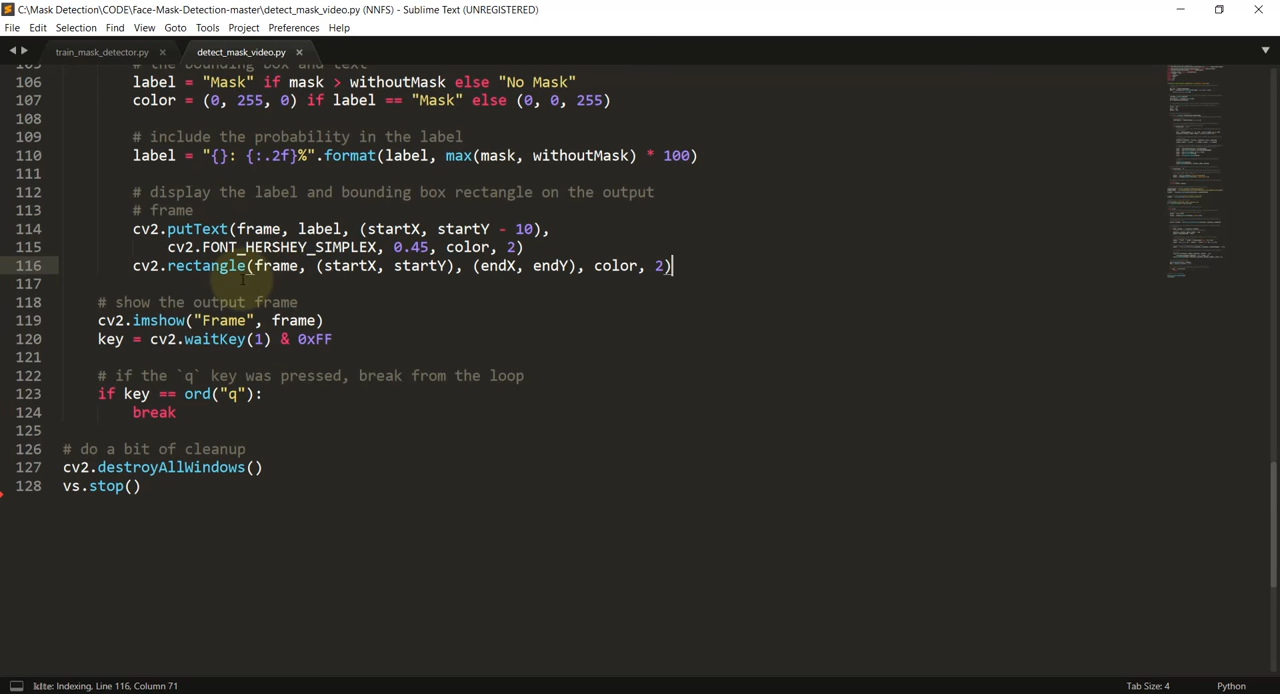 C:\Mask Detection\CODE\Face-Mask-Detection-master\detect_mask_video.py (NNFS) - Sublime Text (UNREGISTERED)
File Edit Selection Find View Goto Tools Project Preferences Help
train_mask_detector.py detect_mask_video.py
105 # the bounding box and text
106 label = "Mask" if mask > withoutMask else "No Mask"
107 color = (0, 255, 0) if label == "Mask" else (0, 0, 255)
108
109 # include the probability in the label
110 label = "{}: {:.2f}%".format(label, max(mask, withoutMask) * 100)
111
112 # display the label and bounding box rectangle on the output
113 # frame
114 cv2.putText(frame, label, (startX, startY - 10),
115 cv2.FONT_HERSHEY_SIMPLEX, 0.45, color, 2)
116 cv2.rectangle(frame, (startX, startY), (endX, endY), color, 2)
117
118 # show the output frame
119 cv2.imshow("Frame", frame)
120 key = cv2.waitKey(1) & 0xFF
121
122 # if the `q` key was pressed, break from the loop
123 if key == ord("q"):
124 break
125
126 # do a bit of cleanup
127 cv2.destroyAllWindows()
128 vs.stop()
kite: Indexing, Line 116, Column 71 Tab Size: 4 Python